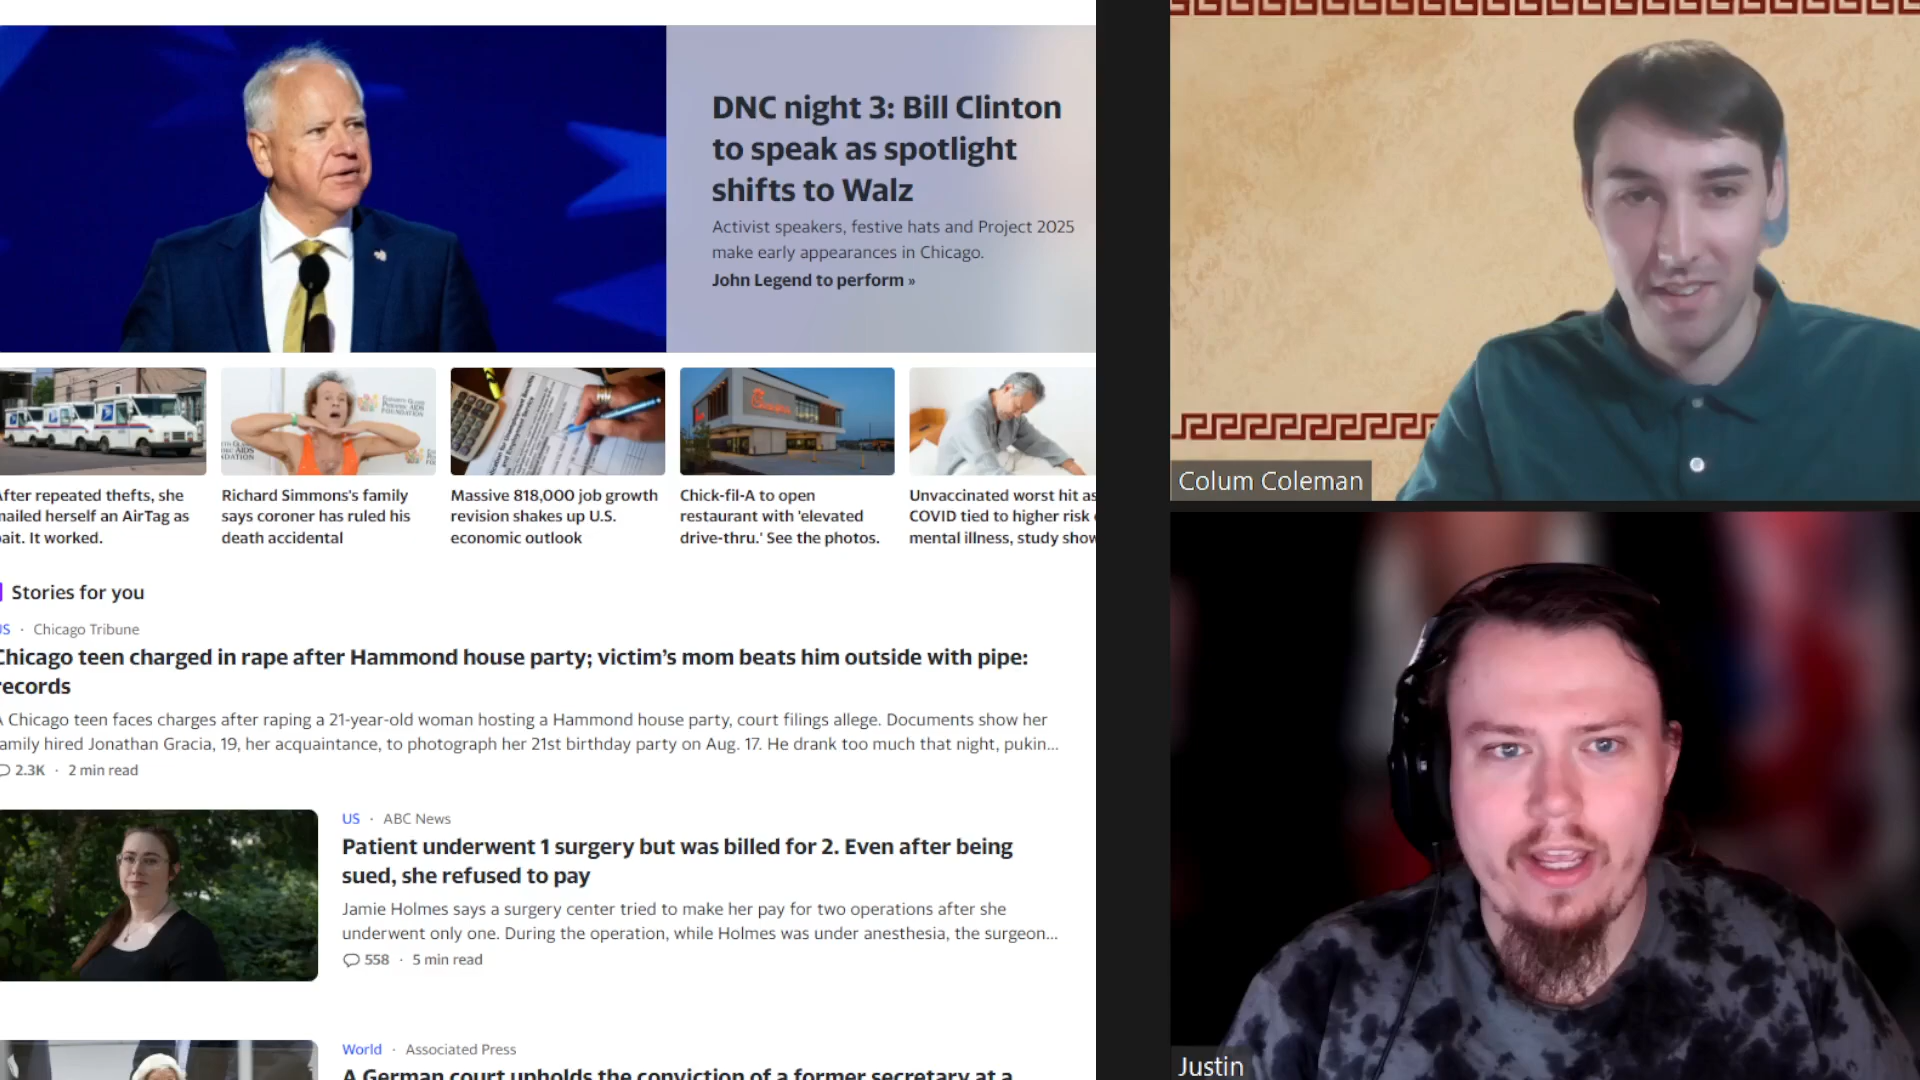 DNC night 3: Bill Clinton
to speak as spotlight
shifts to Walz
Activist speakers, festive hats and Project 2025
make early appearances in Chicago.
John Legend to perform »
After repeated thefts, she
mailed herself an AirTag as
bait. It worked.
Richard Simmons's family
says coroner has ruled his
death accidental
Massive 818,000 job growth
revision shakes up U.S.
economic outlook
Chick-fil-A to open
restaurant with 'elevated
drive-thru.' See the photos.
Unvaccinated worst hit as
COVID tied to higher risk
mental illness, study show
Stories for you
US · Chicago Tribune
Chicago teen charged in rape after Hammond house party; victim’s mom beats him outside with pipe:
records
A Chicago teen faces charges after raping a 21-year-old woman hosting a Hammond house party, court filings allege. Documents show her
family hired Jonathan Gracia, 19, her acquaintance, to photograph her 21st birthday party on Aug. 17. He drank too much that night, pukin...
2.3K · 2 min read
US · ABC News
Patient underwent 1 surgery but was billed for 2. Even after being
sued, she refused to pay
Jamie Holmes says a surgery center tried to make her pay for two operations after she
underwent only one. During the operation, while Holmes was under anesthesia, the surgeon...
558 · 5 min read
World · Associated Press
A German court upholds the conviction of a former secretary at a
Colum Coleman
Justin